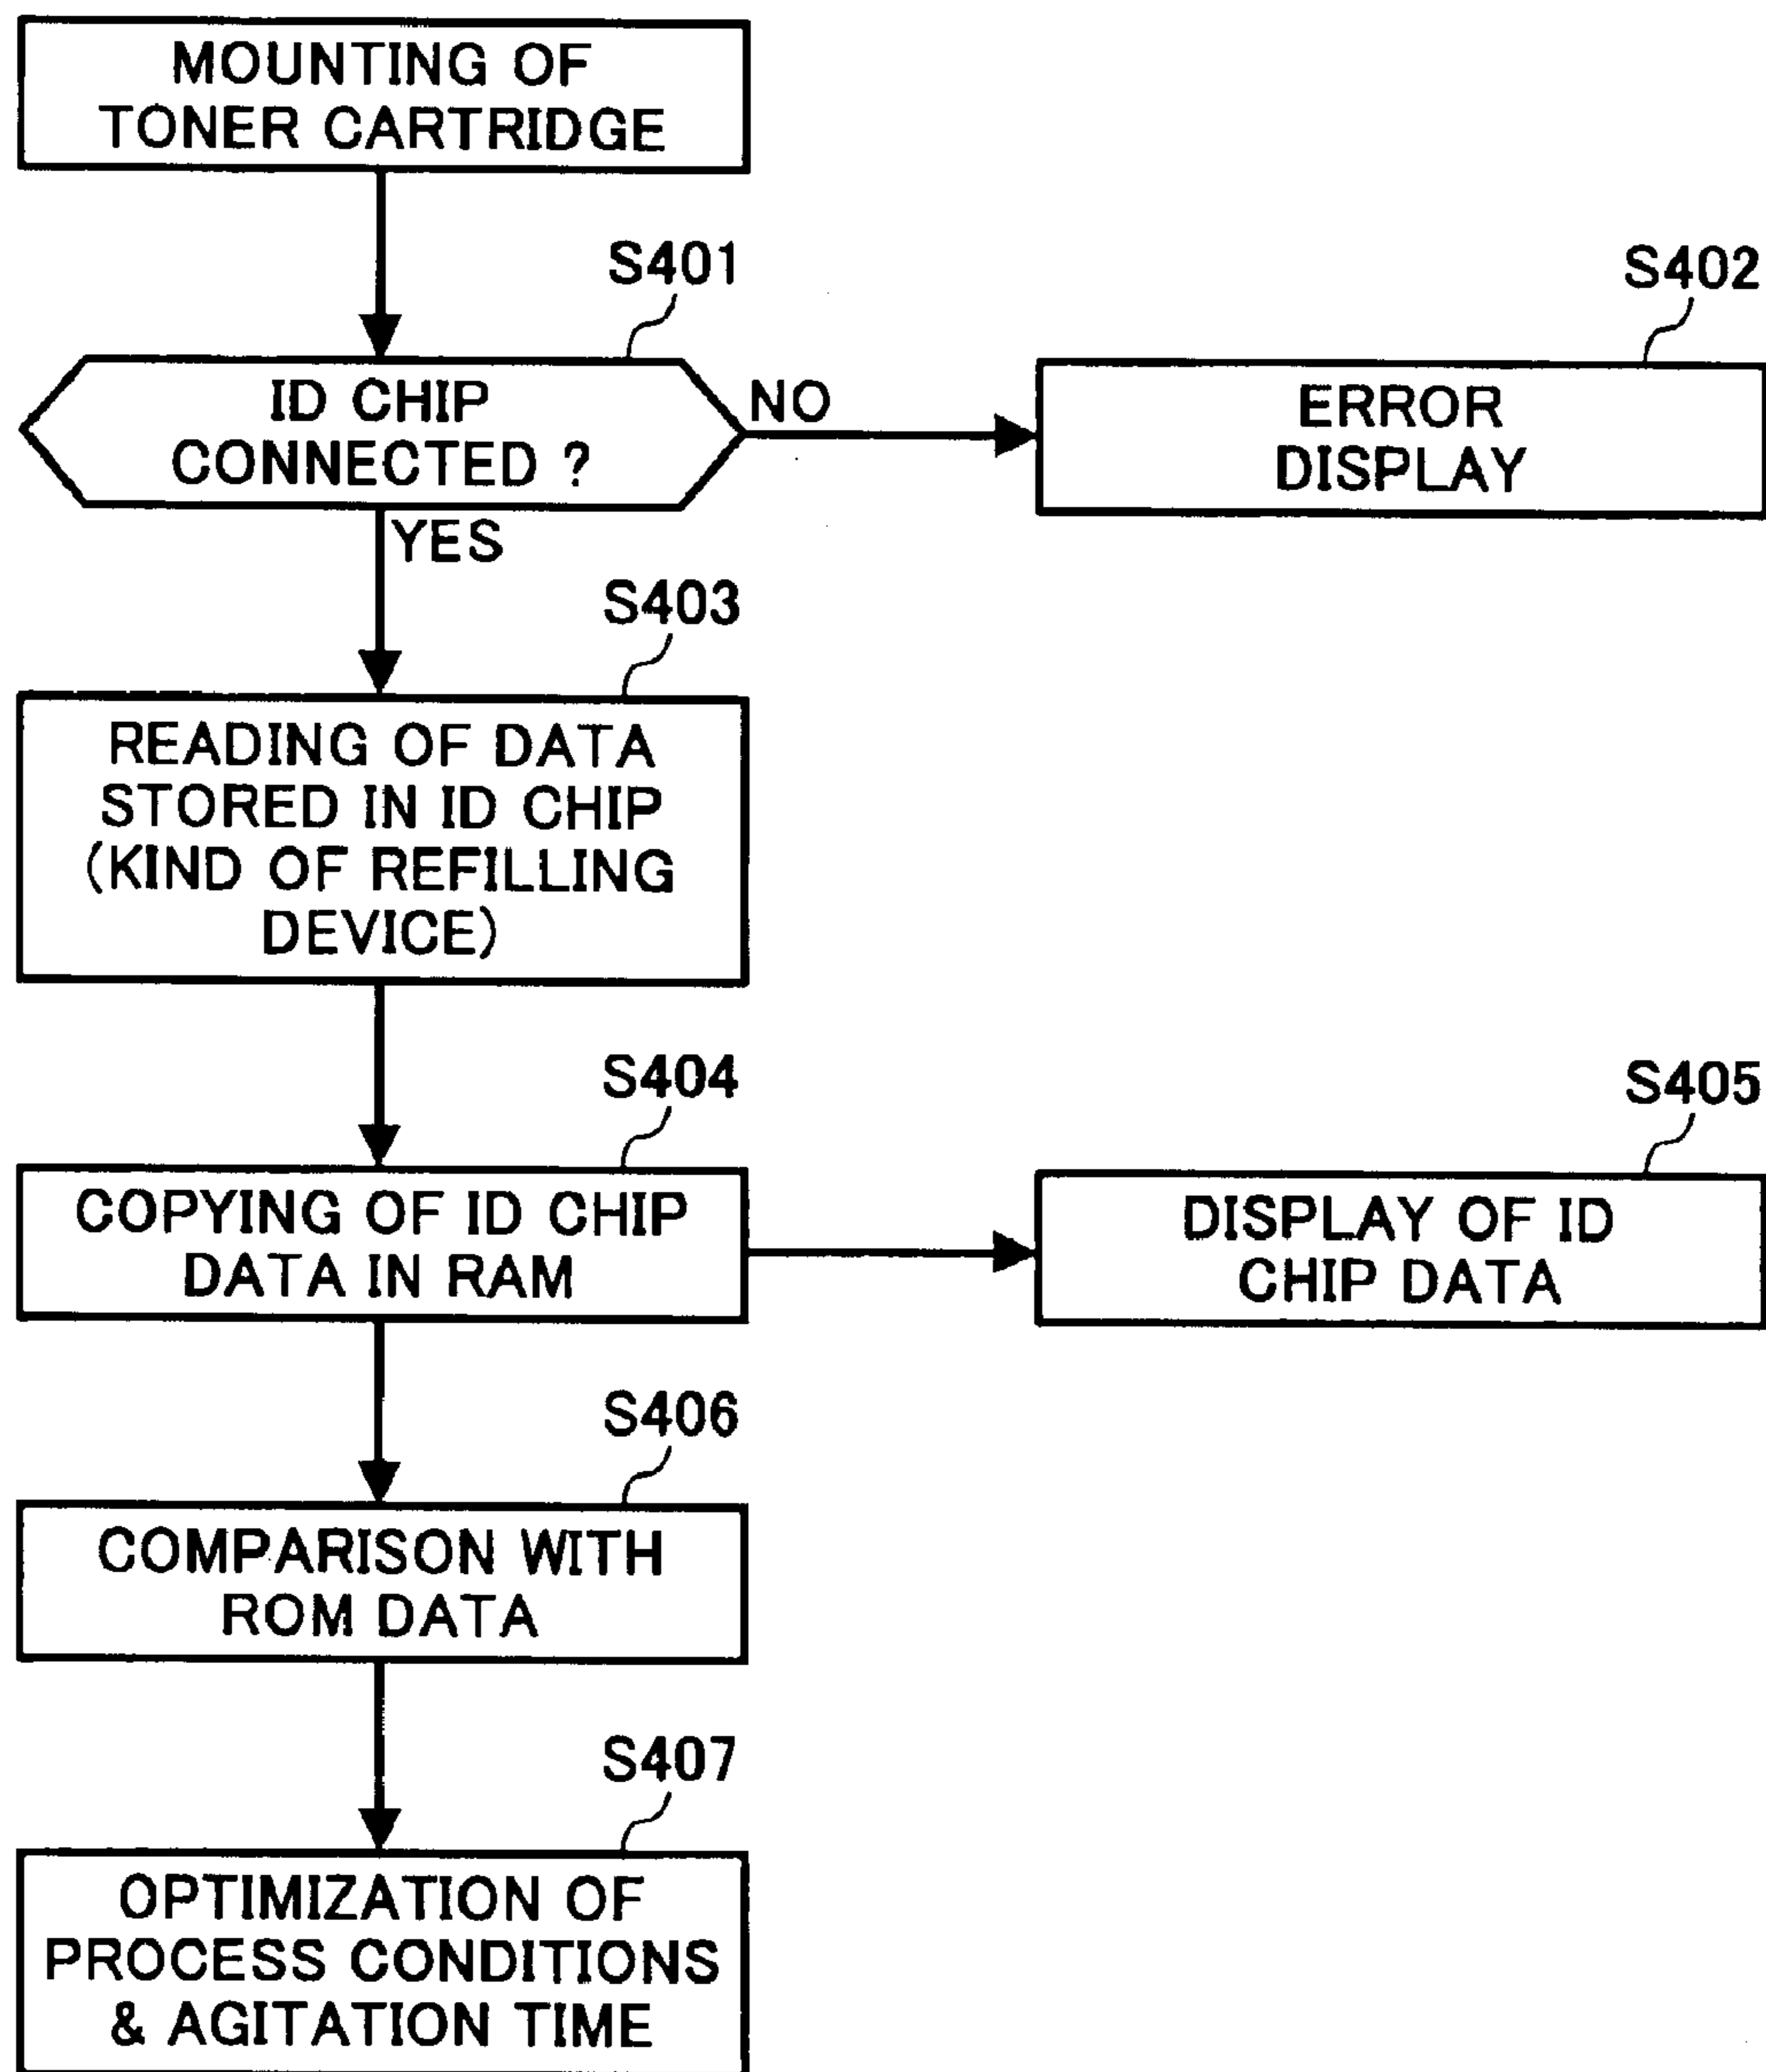 MOUNTING OF
TONER CARTRIDGE
S401
S402
ID CHIP
CONNECTED ?
NO
ERROR
DISPLAY
YES
S403
READING OF DATA
STORED IN ID CHIP
(KIND OF REFILLING
DEVICE)
S404
S405
COPYING OF ID CHIP
DATA IN RAM
DISPLAY OF ID
CHIP DATA
S406
COMPARISON WITH
ROM DATA
S407
OPTIMIZATION OF
PROCESS CONDITIONS
& AGITATION TIME